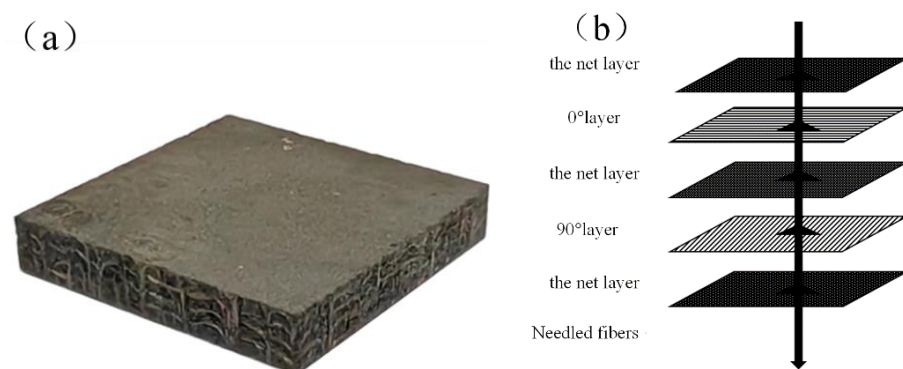 （a）
（b）
the net layer
0°layer
the net layer
90°layer
the net layer
Needled fibers